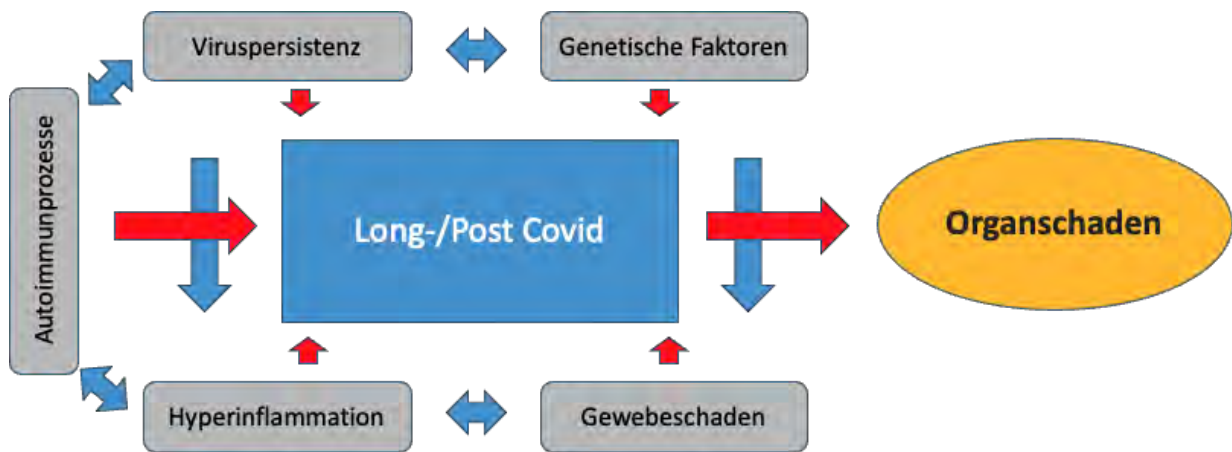 Viruspersistenz
Genetische Faktoren
Autoimmunprozesse
Long-/Post Covid
Organschaden
Hyperinflammation
Gewebeschaden